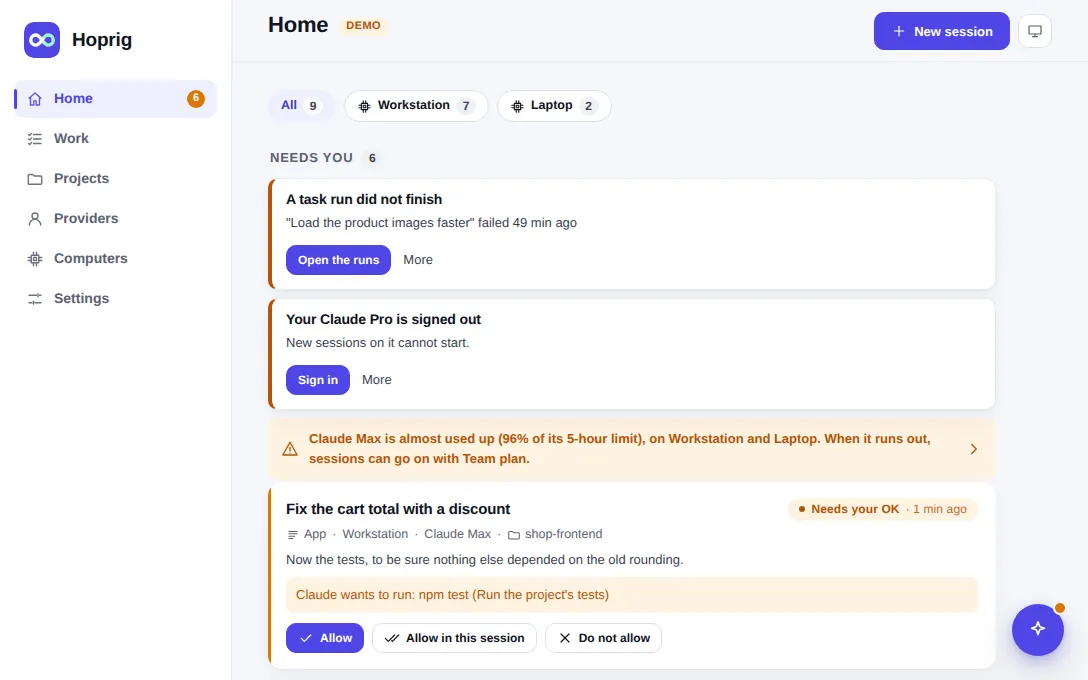 Hoprig
Home 6
Work
Projects
Providers
Computers
Settings
Home DEMO
New session
All 9
Workstation 7
Laptop 2
NEEDS YOU 6
A task run did not finish
"Load the product images faster" failed 49 min ago
Open the runs More
Your Claude Pro is signed out
New sessions on it cannot start.
Sign in More
Claude Max is almost used up (96% of its 5-hour limit), on Workstation and Laptop. When it runs out,
sessions can go on with Team plan.
Fix the cart total with a discount
Needs your OK · 1 min ago
App · Workstation · Claude Max · shop-frontend
Now the tests, to be sure nothing else depended on the old rounding.
Claude wants to run: npm test (Run the project's tests)
Allow Allow in this session Do not allow